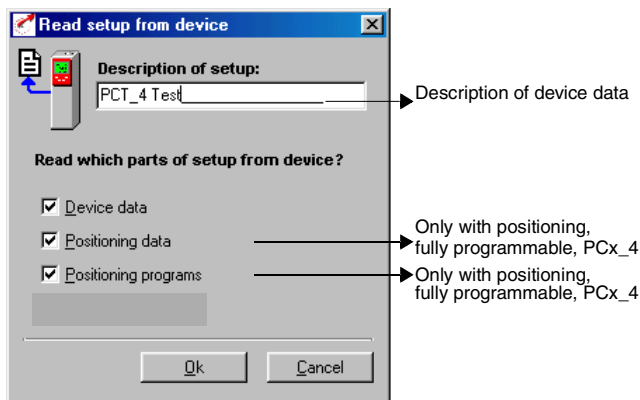 Read setup from device
Description of setup:
PCT_4 Test
Description of device data
Read which parts of setup from device?
Device data
Positioning data
Only with positioning,
fully programmable, PCx_4
Positioning programs
Only with positioning,
fully programmable, PCx_4
Ok
Cancel